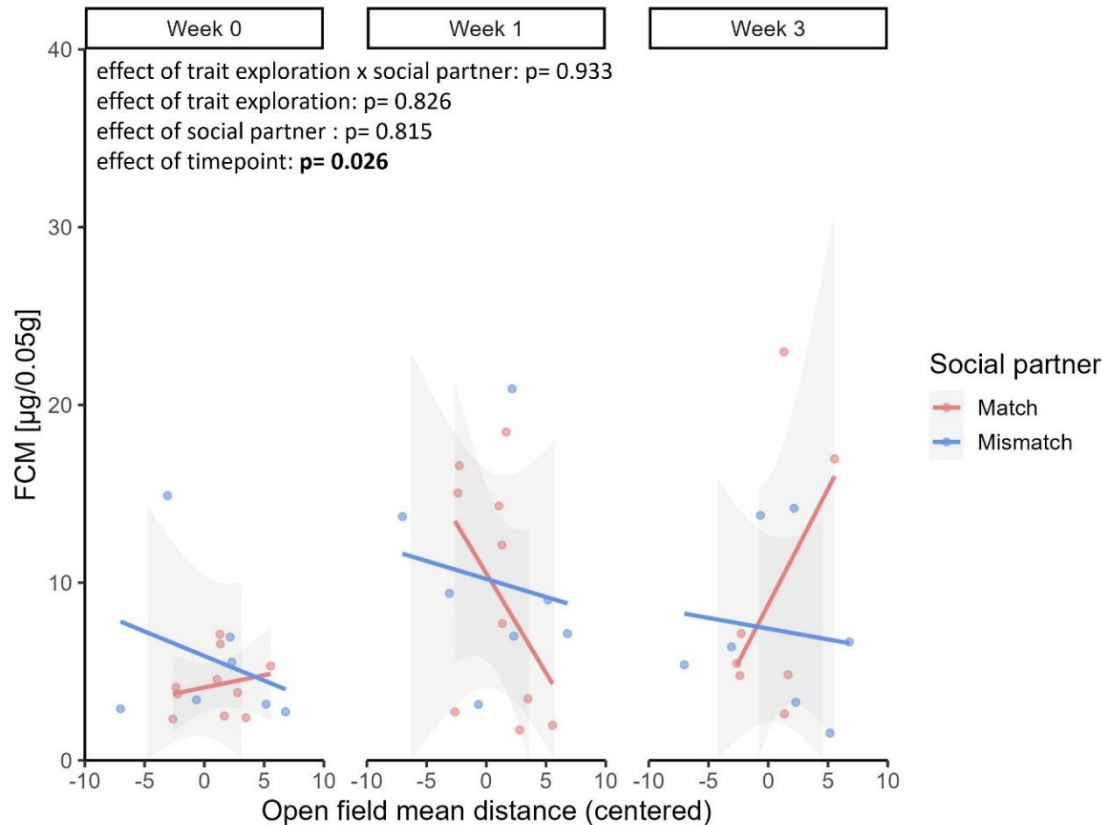 Week 0 Week 1 Week 3
effect of trait exploration x social partner: p= 0.933
effect of trait exploration: p= 0.826
effect of social partner : p= 0.815
effect of timepoint: p= 0.026
40
30
20
10
0
FCM [µg/0.05g]
-10 -5 0 5 10 -10 -5 0 5 10 -10 -5 0 5 10
Open field mean distance (centered)
Social partner
Match
Mismatch